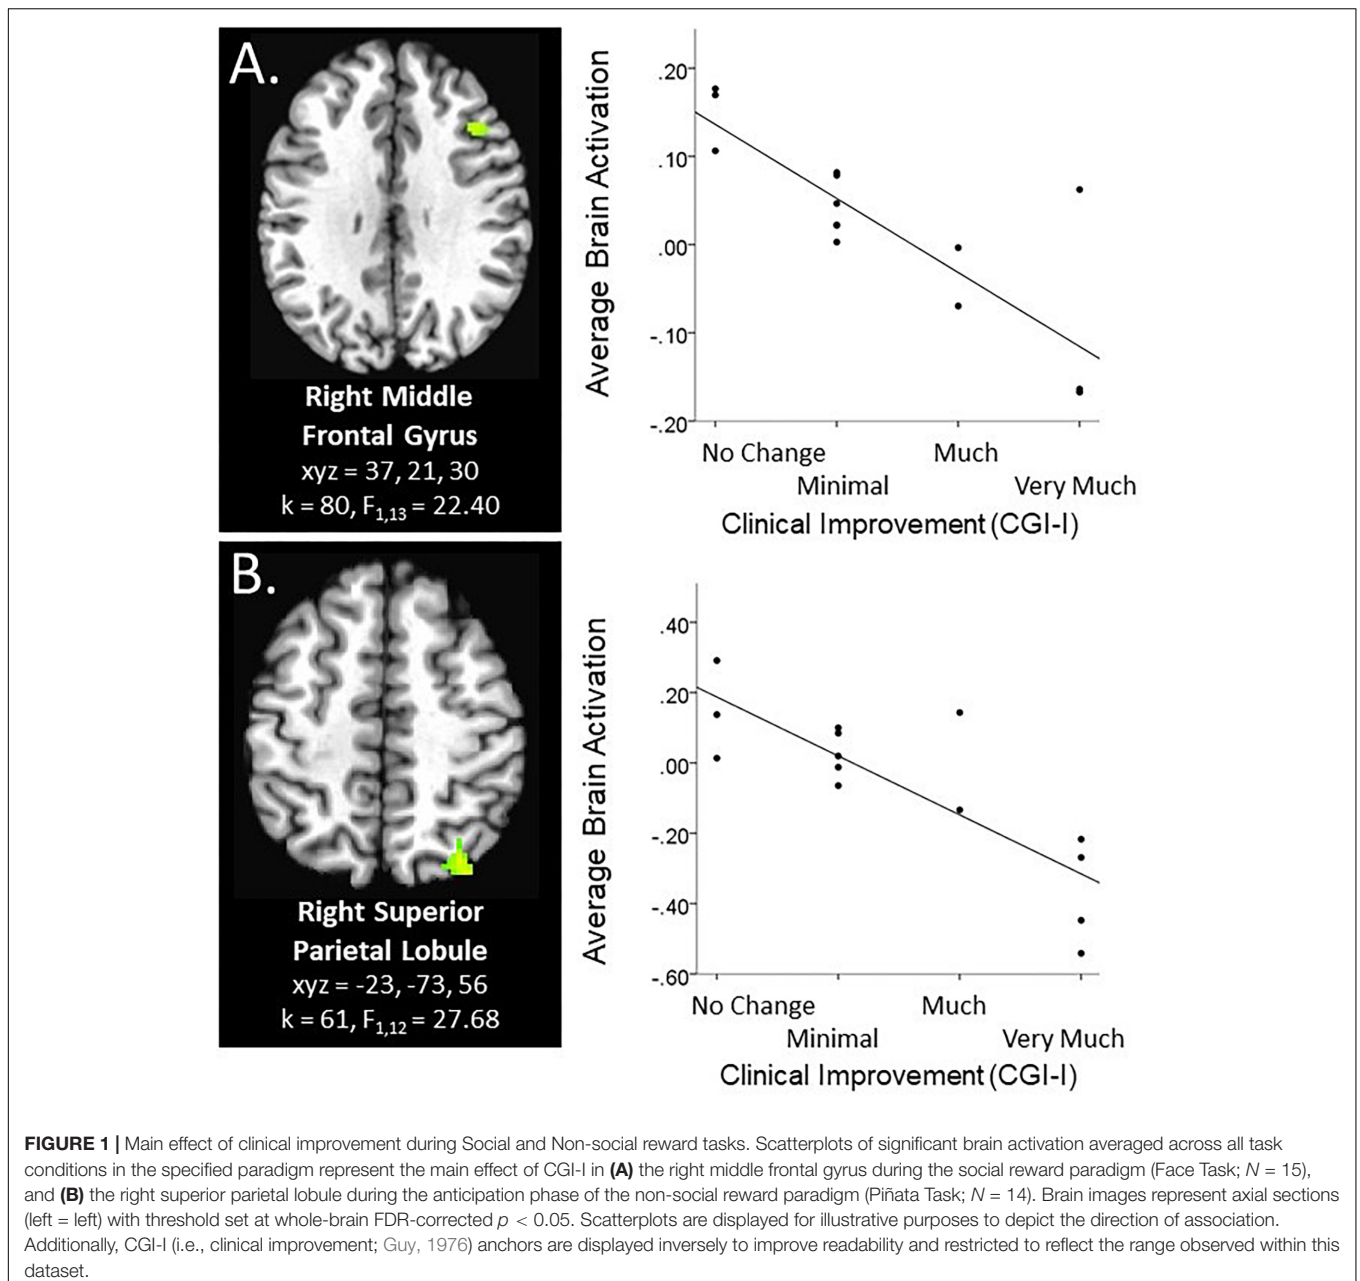 A.
Right Middle
Frontal Gyrus
xyz = 37, 21, 30
k = 80, F1,13 = 22.40
Average Brain Activation
.20
.10
.00
-.10
-.20
No Change
Minimal
Much
Very Much
Clinical Improvement (CGI-I)
B.
Right Superior
Parietal Lobule
xyz = -23, -73, 56
k = 61, F1,12 = 27.68
Average Brain Activation
.40
.20
.00
-.20
-.40
-.60
No Change
Minimal
Much
Very Much
Clinical Improvement (CGI-I)
FIGURE 1 | Main effect of clinical improvement during Social and Non-social reward tasks. Scatterplots of significant brain activation averaged across all task
conditions in the specified paradigm represent the main effect of CGI-I in (A) the right middle frontal gyrus during the social reward paradigm (Face Task; N = 15),
and (B) the right superior parietal lobule during the anticipation phase of the non-social reward paradigm (Piñata Task; N = 14). Brain images represent axial sections
(left = left) with threshold set at whole-brain FDR-corrected p < 0.05. Scatterplots are displayed for illustrative purposes to depict the direction of association.
Additionally, CGI-I (i.e., clinical improvement; Guy, 1976) anchors are displayed inversely to improve readability and restricted to reflect the range observed within this
dataset.